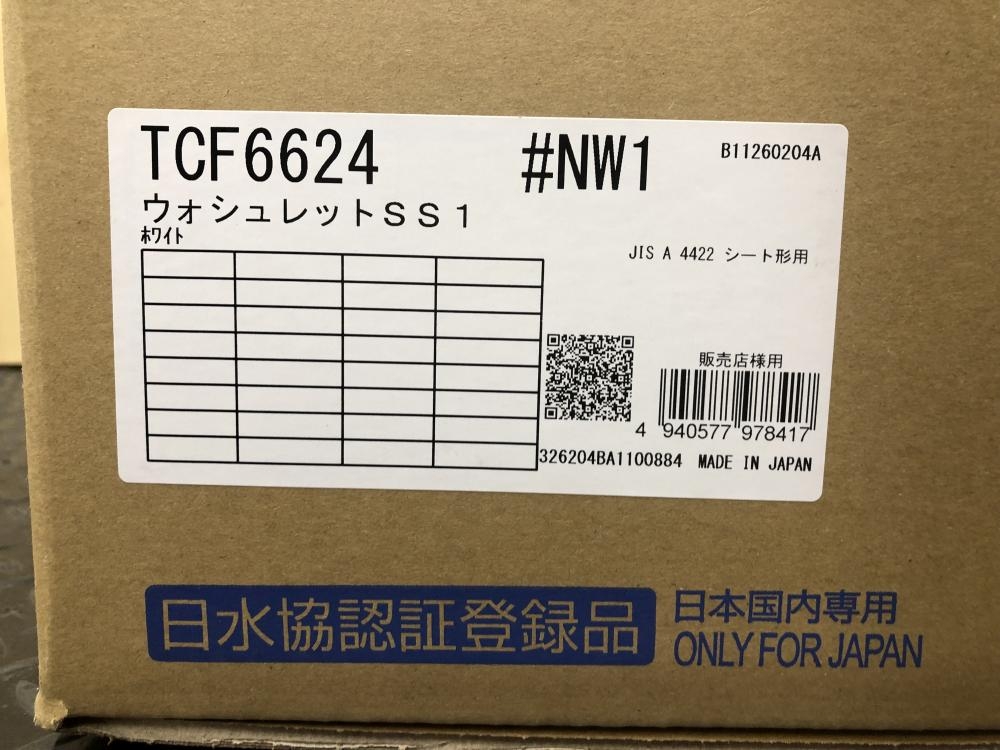 TCF6624 #NW1 B11260204A
ウォシュレットSS1
ﾎﾜｲﾄ
JIS A 4422 シート形用
販売店様用
4 940577 978417
326204BA1100884 MADE IN JAPAN
日水協認証登録品
日本国内専用
ONLY FOR JAPAN